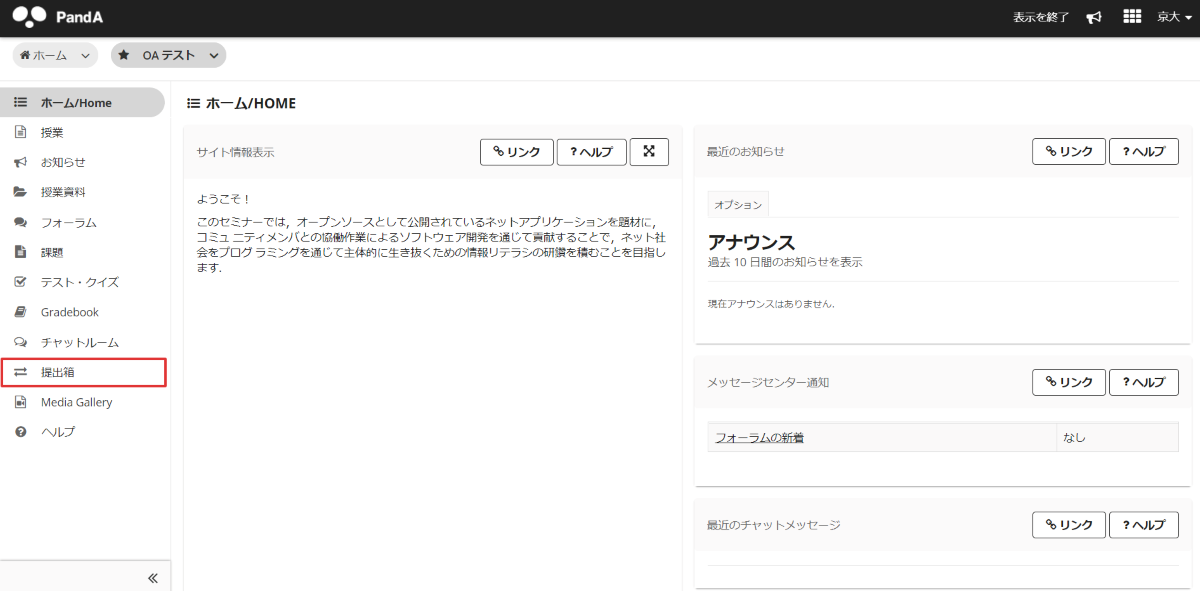 PandA
表示を終了
京大
ホーム
OA テスト
ホーム/Home
授業
お知らせ
授業資料
フォーラム
課題
テスト・クイズ
Gradebook
チャットルーム
提出箱
Media Gallery
ヘルプ
ホーム/HOME
サイト情報表示
リンク
? ヘルプ
ようこそ！
このセミナーでは，オープンソースとして公開されているネットアプリケーションを題材に，
コミュ ニティメンバとの協働作業によるソフトウェア開発を通じて貢献することで，ネット社
会をプログ ラミングを通じて主体的に生き抜くための情報リテラシの研償を積むことを目指し
ます.
最近のお知らせ
リンク
? ヘルプ
オプション
アナウンス
過去 10 日間のお知らせを表示
現在アナウンスはありません.
メッセージセンター通知
リンク
? ヘルプ
フォーラムの新着
なし
最近のチャットメッセージ
リンク
? ヘルプ